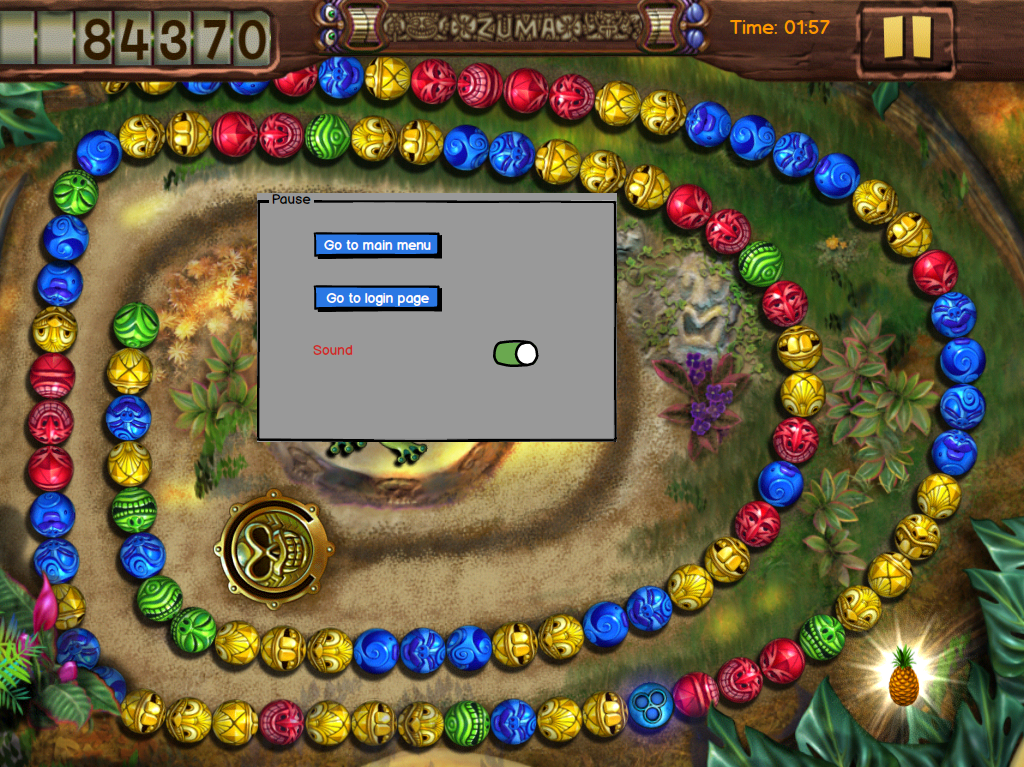 84370
ZUMA
Time: 01:57
Pause
Go to main menu
Go to login page
Sound